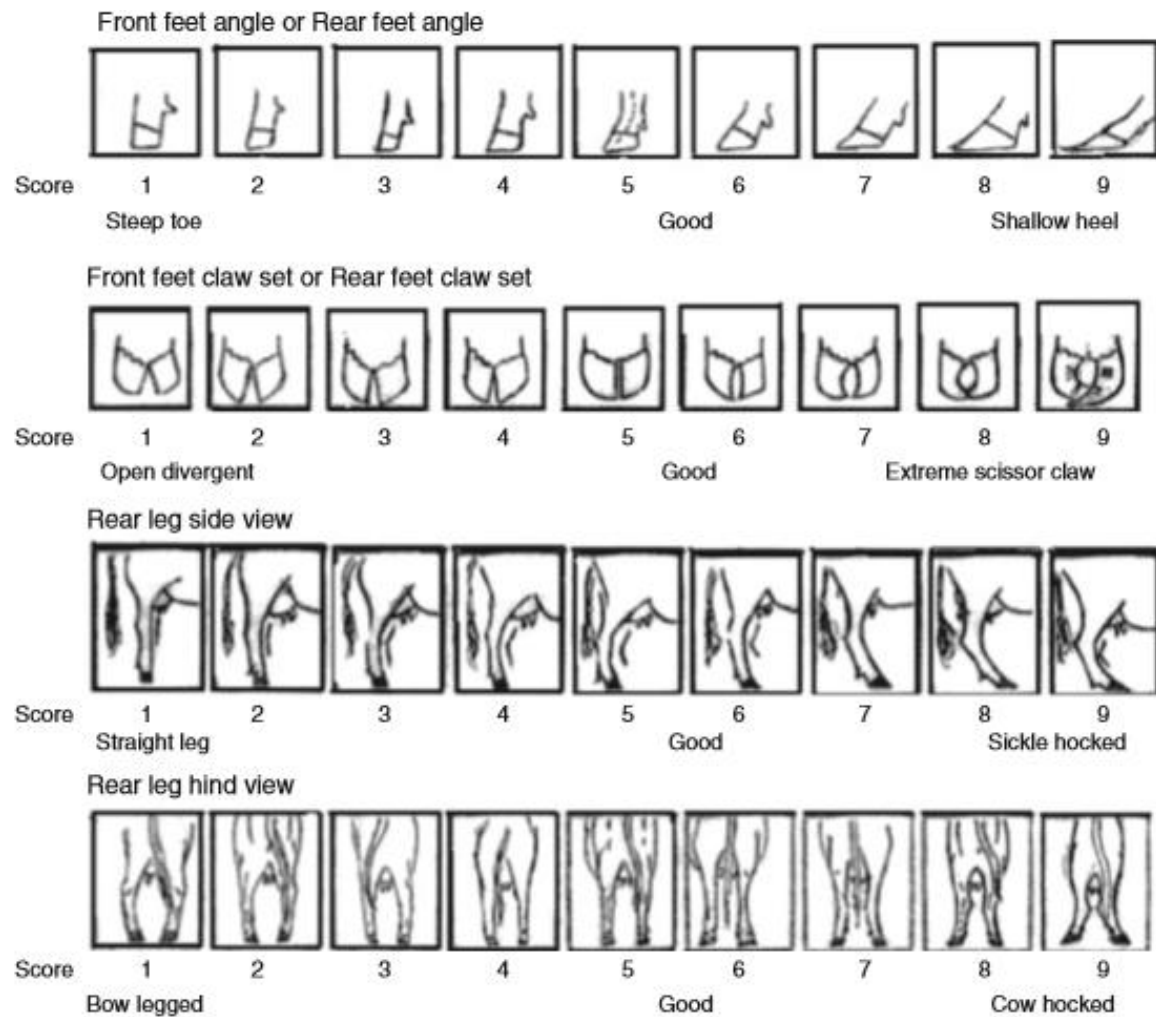 Front feet angle or Rear feet angle
Score 1 2 3 4 5 6 7 8 9
Steep toe Good Shallow heel
Front feet claw set or Rear feet claw set
Score 1 2 3 4 5 6 7 8 9
Open divergent Good Extreme scissor claw
Rear leg side view
Score 1 2 3 4 5 6 7 8 9
Straight leg Good Sickle hocked
Rear leg hind view
Score 1 2 3 4 5 6 7 8 9
Bow legged Good Cow hocked